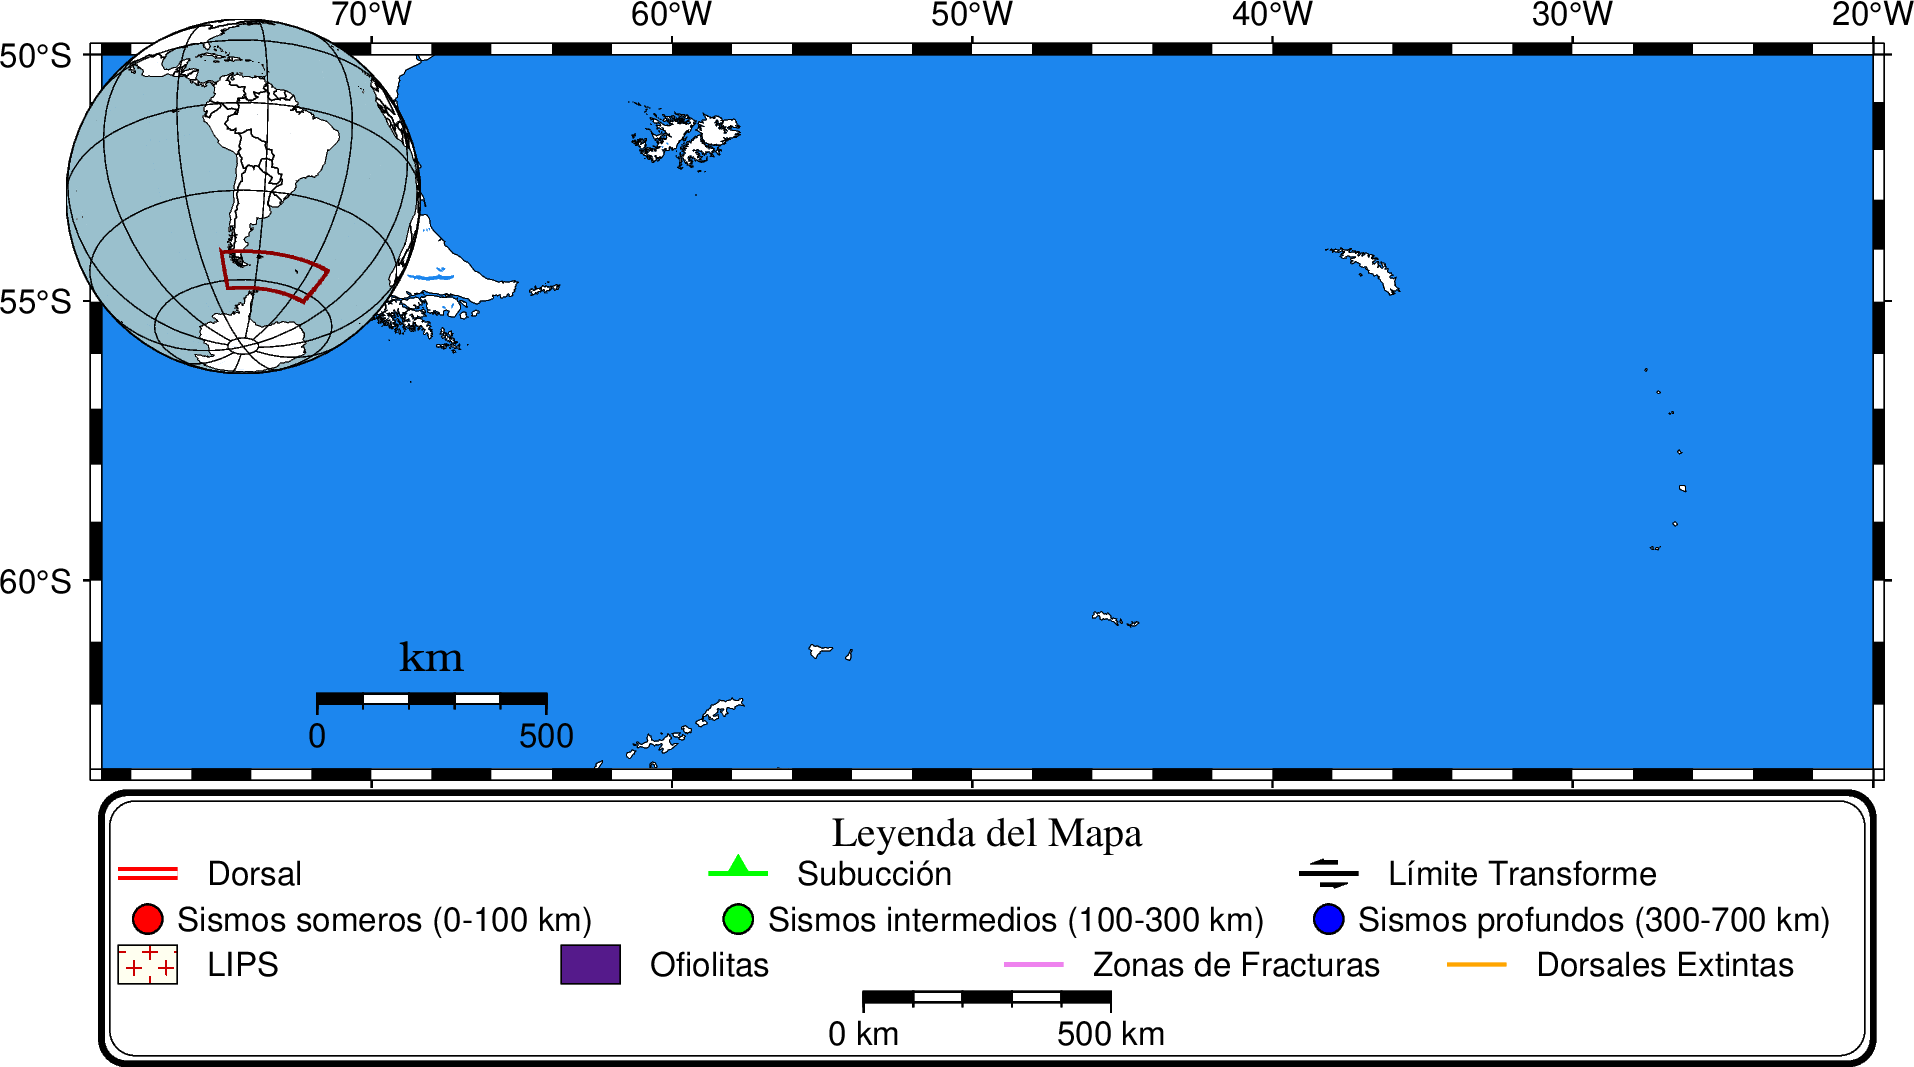 70°W 60°W 50°W 40°W 30°W 20°W
50°S
55°S
60°S
km
0 500
Leyenda del Mapa
Dorsal Subucción Límite Transforme
Sismos someros (0-100 km) Sismos intermedios (100-300 km) Sismos profundos (300-700 km)
LIPS Ofiolitas Zonas de Fracturas Dorsales Extintas
0 km 500 km